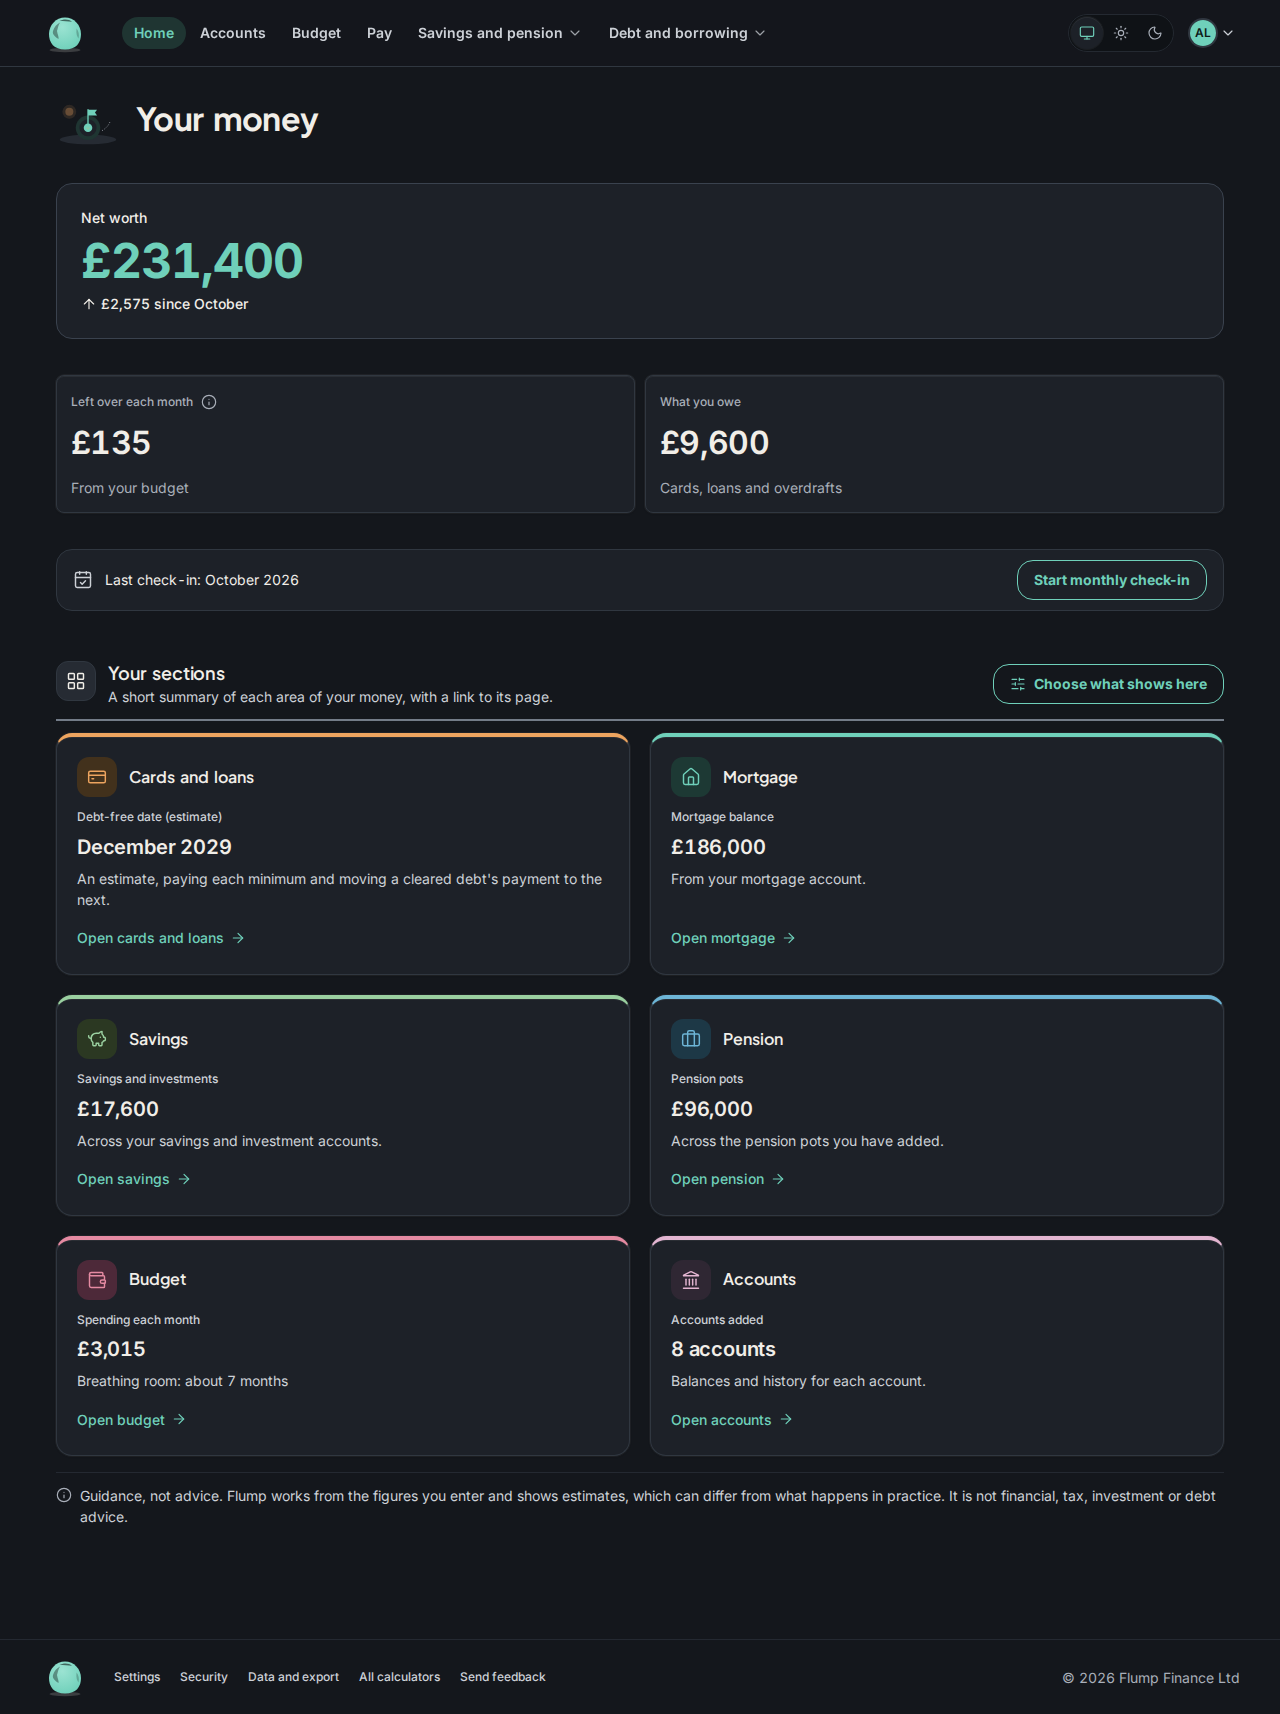 Home
Accounts
Budget
Pay
Savings and pension
Debt and borrowing
AL
Your money
Net worth
£231,400
£2,575 since October
Left over each month
£135
From your budget
What you owe
£9,600
Cards, loans and overdrafts
Last check-in: October 2026
Start monthly check-in
Your sections
A short summary of each area of your money, with a link to its page.
Choose what shows here
Cards and loans
Debt-free date (estimate)
December 2029
An estimate, paying each minimum and moving a cleared debt's payment to the
next.
Open cards and loans
Mortgage
Mortgage balance
£186,000
From your mortgage account.
Open mortgage
Savings
Savings and investments
£17,600
Across your savings and investment accounts.
Open savings
Pension
Pension pots
£96,000
Across the pension pots you have added.
Open pension
Budget
Spending each month
£3,015
Breathing room: about 7 months
Open budget
Accounts
Accounts added
8 accounts
Balances and history for each account.
Open accounts
Guidance, not advice. Flump works from the figures you enter and shows estimates, which can differ from what happens in practice. It is not financial, tax, investment or debt
advice.
Settings
Security
Data and export
All calculators
Send feedback
© 2026 Flump Finance Ltd